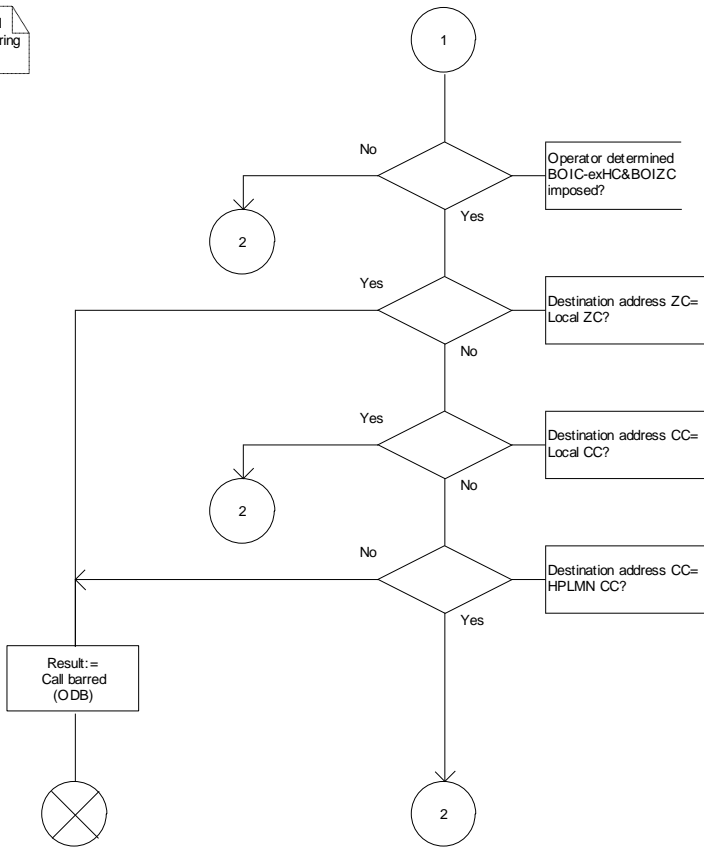 ring
1
No
Operator determined
BOIC-exHC&BOIZC
imposed?
2
Yes
Yes
Destination address ZC=
Local ZC?
No
Yes
Destination address CC=
Local CC?
2
No
No
Destination address CC=
HPLMN CC?
Yes
Result:=
Call barred
(ODB)
2